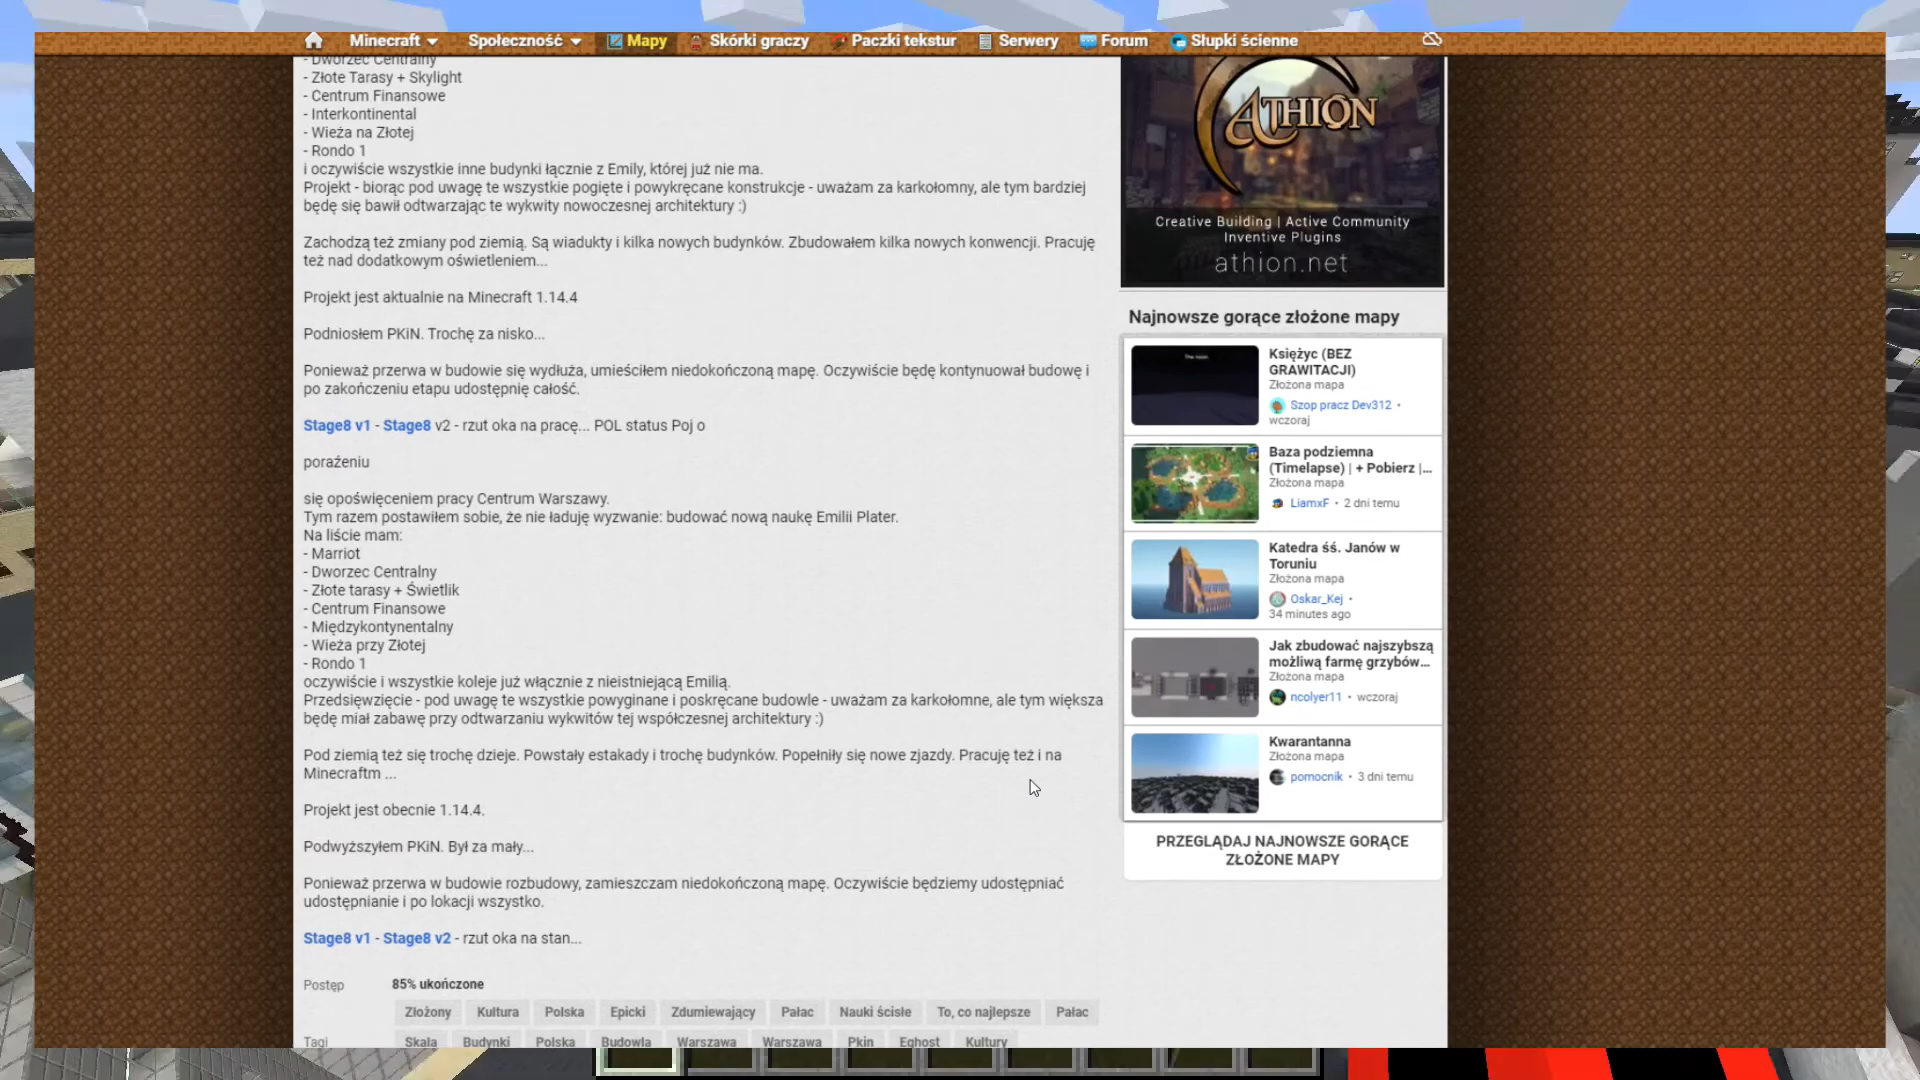 Minecraft
Społeczność
Mapy
Skórki graczy
Paczki tekstur
Serwery
Forum
Słupki ścienne
- Dworzec Centralny
- Złote Tarasy + Skylight
- Centrum Finansowe
- Interkontinental
- Wieża na Złotej
- Rondo 1
i oczywiście wszystkie inne budynki łącznie z Emily, której już nie ma.
Projekt - biorąc pod uwagę te wszystkie pogięte i powykręcane konstrukcje - uważam za karkołomny, ale tym bardziej
będę się bawił odtwarzając te wykwity nowoczesnej architektury :)
Zachodzą też zmiany pod ziemią. Są wiadukty i kilka nowych budynków. Zbudowałem kilka nowych konwencji. Pracuję
też nad dodatkowym oświetleniem...
Projekt jest aktualnie na Minecraft 1.14.4
Podniosłem PKiN. Trochę za nisko...
Ponieważ przerwa w budowie się wydłuża, umieściłem niedokończoną mapę. Oczywiście będę kontynuował budowę i
po zakończeniu etapu udostępnię całość.
Stage8 v1 - Stage8 v2 - rzut oka na pracę... POL status Poj o
poraźeniu
się opoświęceniem pracy Centrum Warszawy.
Tym razem postawiłem sobie, że nie ładuję wyzwanie: budować nową naukę Emilii Plater.
Na liście mam:
- Marriot
- Dworzec Centralny
- Złote tarasy + Świetlik
- Centrum Finansowe
- Międzykontynentalny
- Wieża przy Złotej
- Rondo 1
oczywiście i wszystkie koleje już włącznie z nieistniejącą Emilią.
Przedsięwzięcie - pod uwagę te wszystkie powyginane i poskręcane budowle - uważam za karkołomne, ale tym większa
będę miał zabawę przy odtwarzaniu wykwitów tej współczesnej architektury :)
Pod ziemią też się trochę dzieje. Powstały estakady i trochę budynków. Popełniły się nowe zjazdy. Pracuję też i na
Minecraftm ...
Projekt jest obecnie 1.14.4.
Podwyższyłem PKiN. Był za mały...
Ponieważ przerwa w budowie rozbudowy, zamieszczam niedokończoną mapę. Oczywiście będziemy udostępniać
udostępnianie i po lokacji wszystko.
Stage8 v1 - Stage8 v2 - rzut oka na stan...
Postęp
85% ukończone
Złożony
Kultura
Polska
Epicki
Zdumiewający
Pałac
Nauki ścisłe
To, co najlepsze
Pałac
Tagi
Skala
Budynki
Polska
Budowla
Warszawa
Warszawa
Pkin
Eghost
Kultury
ATHION
Creative Building | Active Community
Inventive Plugins
athion.net
Najnowsze gorące złożone mapy
The moon
Księżyc (BEZ
GRAWITACJI)
Złożona mapa
Szop pracz Dev312 •
wczoraj
Baza podziemna
(Timelapse) | + Pobierz |...
Złożona mapa
LiamxF • 2 dni temu
Katedra śś. Janów w
Toruniu
Złożona mapa
Oskar_Kej •
34 minutes ago
Jak zbudować najszybszą
możliwą farmę grzybów...
Złożona mapa
ncolyer11 • wczoraj
Kwarantanna
Złożona mapa
pomocnik • 3 dni temu
PRZEGLĄDAJ NAJNOWSZE GORĄCE
ZŁOŻONE MAPY